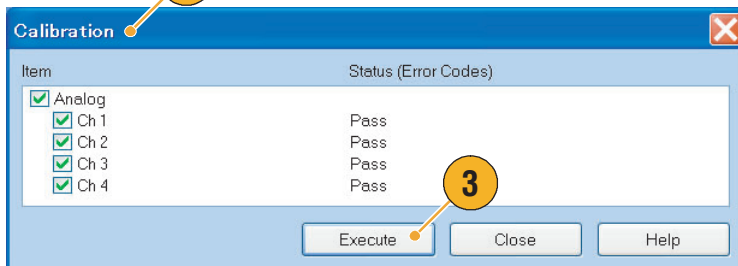 Calibration
Item Status (Error Codes)
Analog
Ch 1 Pass
Ch 2 Pass
Ch 3 Pass
Ch 4 Pass
3
Execute Close Help